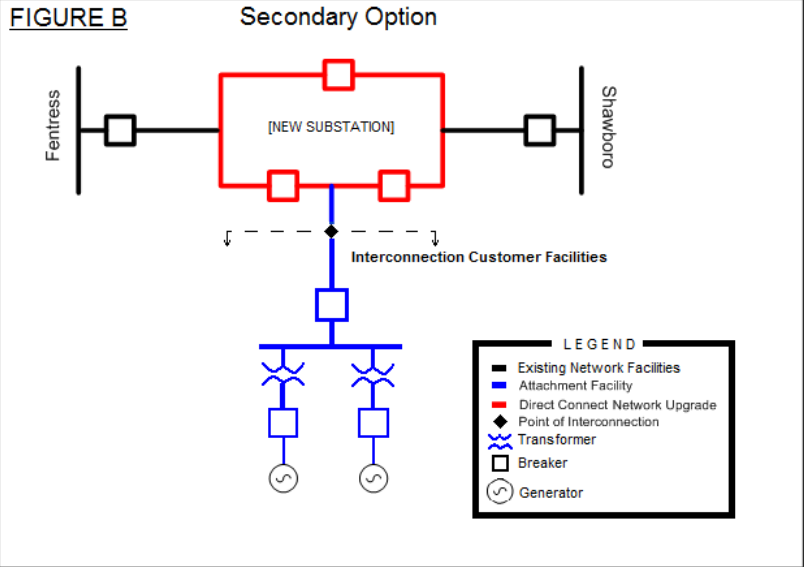 FIGURE B
Secondary Option
Fentress
[NEW SUBSTATION]
Shawboro
Interconnection Customer Facilities
LEGEND
Existing Network Facilities
Attachment Facility
Direct Connect Network Upgrade
Point of Interconnection
Transformer
Breaker
Generator